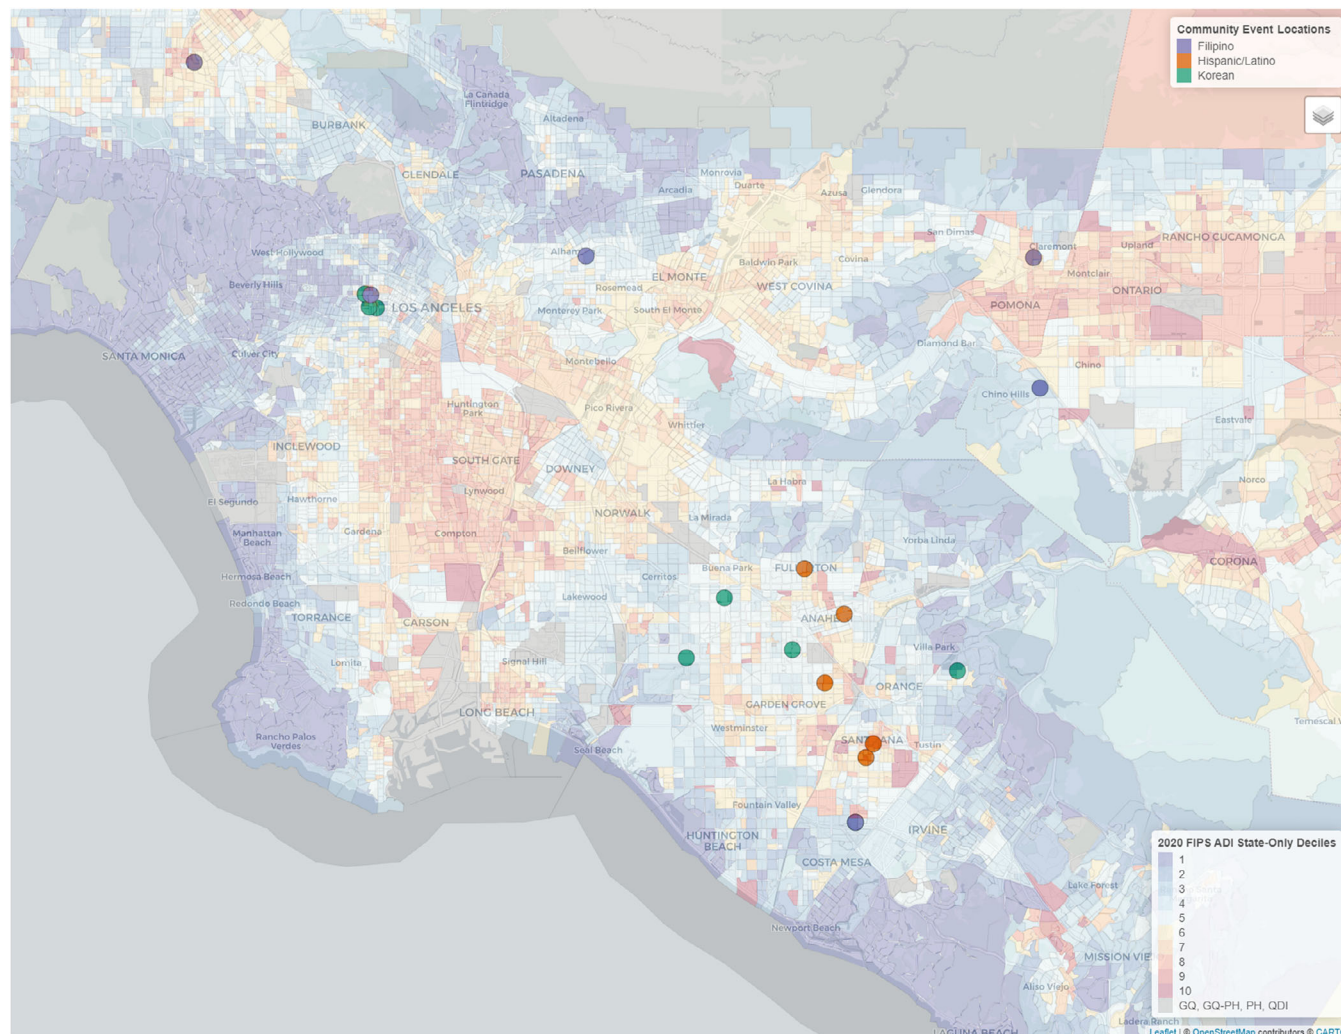 Community Event Locations
Filipino
Hispanic/Latino
Korean
La Cañada
Flintridge
Altadena
BURBANK
GLENDALE
PASADENA
Monrovia
Arcadia
Duarte
Azusa
Glendora
San Dimas
Claremont
Upland
RANCHO CUCAMONGA
West Hollywood
Baldwin Park
Covina
Montclair
EL MONTE
Rosemead
WEST COVINA
ONTARIO
Beverly Hills
LOS ANGELES
Monterey Park
South El Monte
POMONA
SANTA MONICA
Culver City
Montebello
Diamond Bar
Chino
Huntington
Park
Pico Rivera
Chino Hills
Whittier
Eastvale
INGLEWOOD
SOUTH GATE
DOWNEY
La Habra
Norco
El Segundo
Hawthorne
Lynwood
NORWALK
La Mirada
Manhattan
Beach
Gardena
Compton
Bellflower
Yorba Linda
CORONA
Hermosa Beach
Cerritos
Buena Park
Redondo Beach
Lakewood
TORRANCE
CARSON
Lomita
Signal Hill
Villa Park
ORANGE
LONG BEACH
GARDEN GROVE
Westminster
Temescal V
Rancho Palos
Verdes
Seal Beach
Tustin
Fountain Valley
HUNTINGTON
BEACH
IRVINE
COSTA MESA
2020 FIPS ADI State-Only Deciles
1
2
3
4
5
6
7
8
9
10
GQ, GQ-PH, PH, QDI
Lake Forest
Newport Beach
MISSION VIE
Aliso Viejo
Ladera Ranch
LAGUNA BEACH
Leaflet | © OpenStreetMap contributors © CART